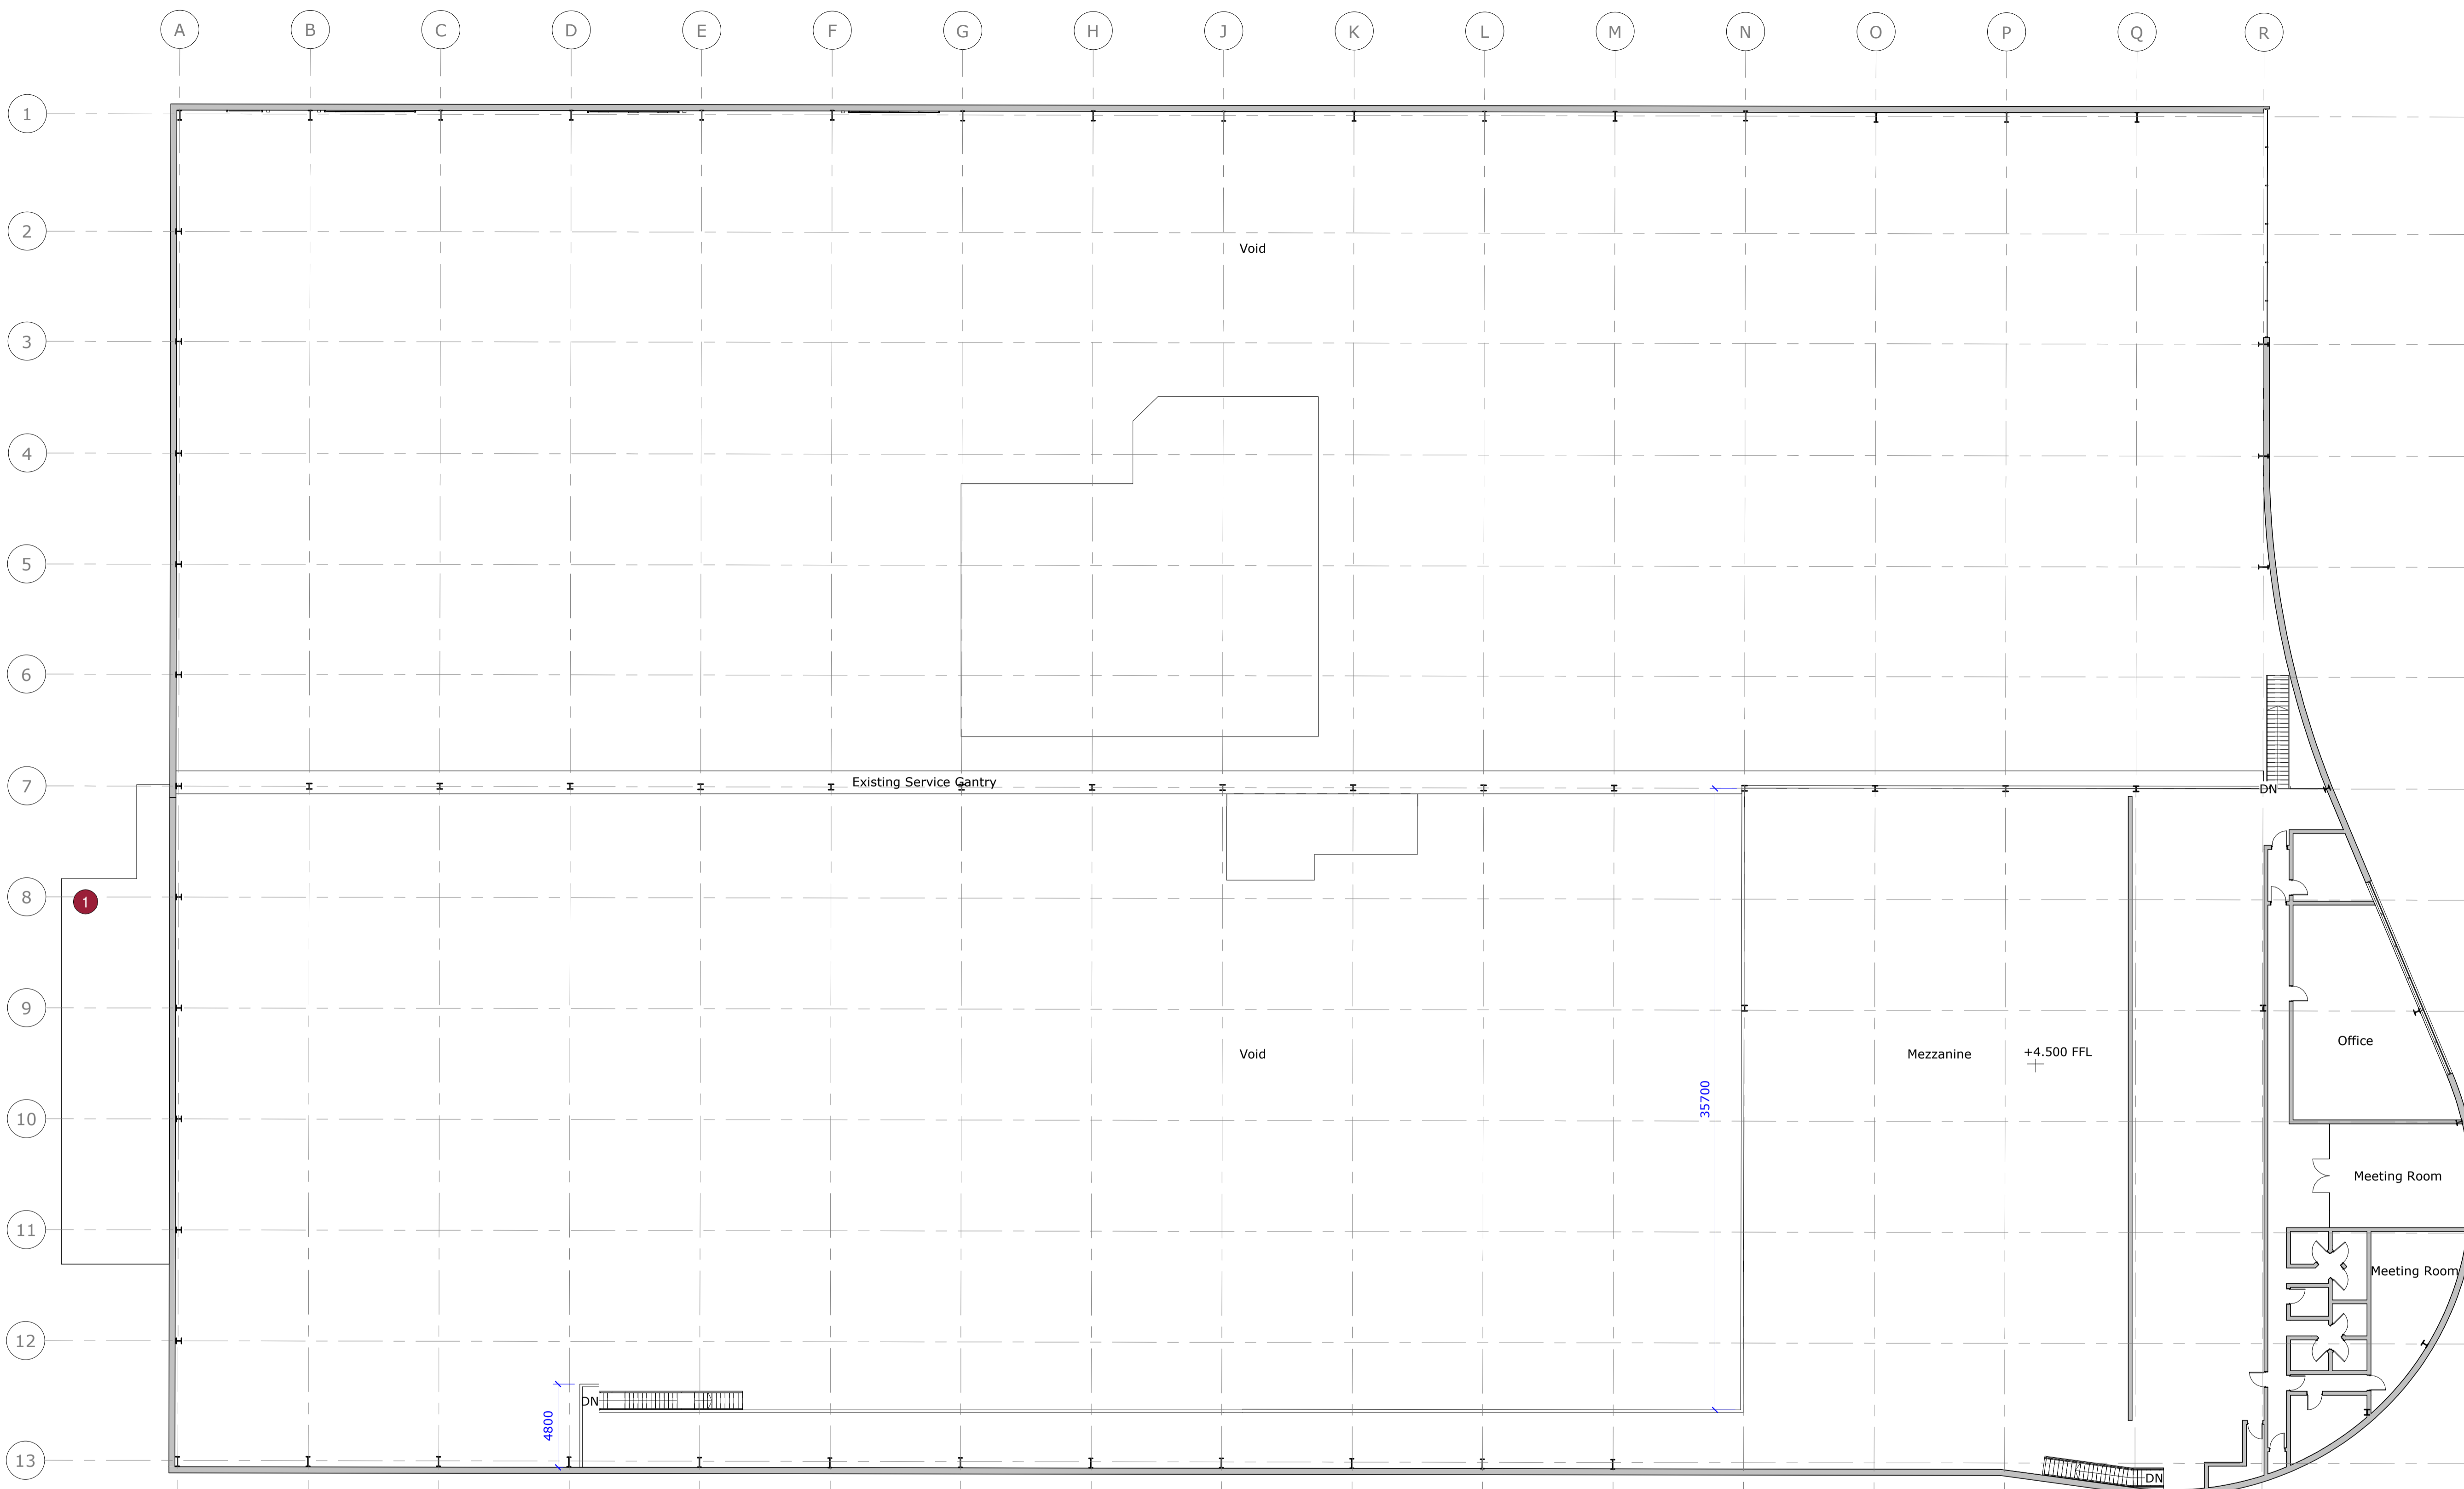 A B C D E F G H J K L M N O P Q R
1
2
Void
3
4
5
6
7
Existing Service Gantry
DN
8
1
9
Office
Mezzanine
+4.500 FFL
Void
35700
10
Meeting Room
11
Meeting Room
12
DN
4800
13
DN